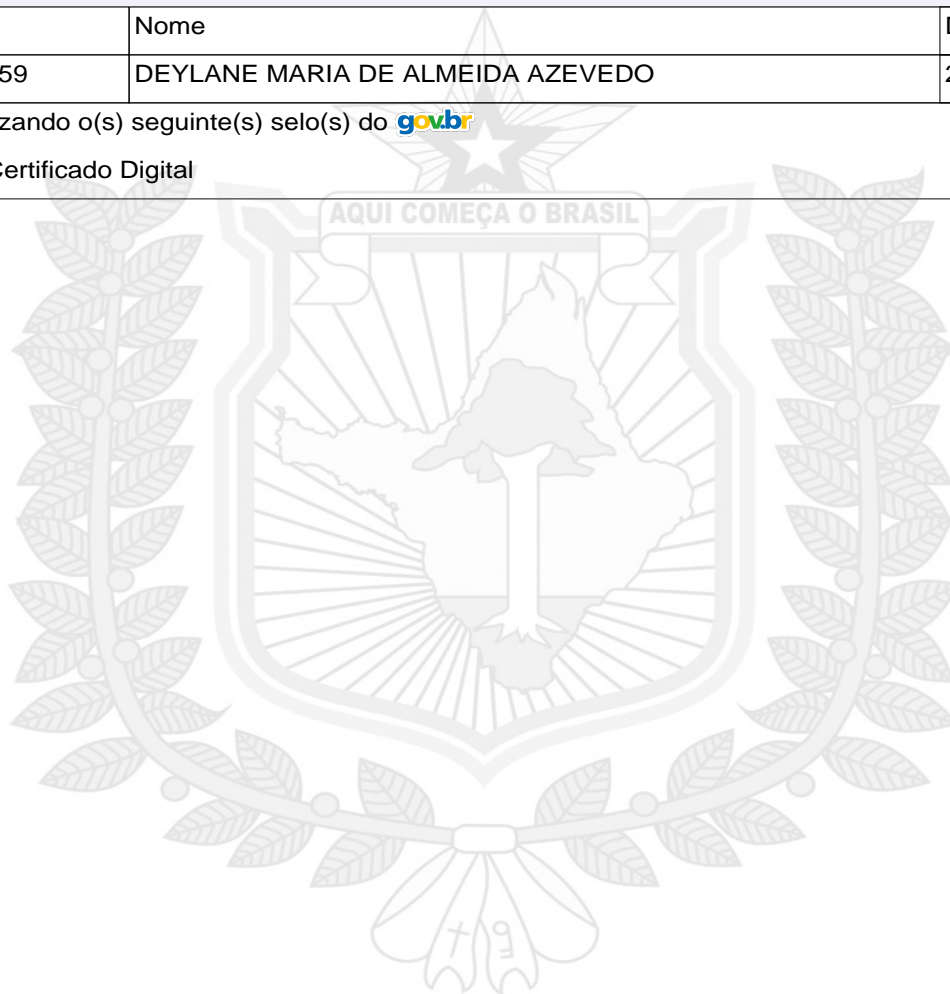 Nome
59 DEYLANE MARIA DE ALMEIDA AZEVEDO
zando o(s) seguinte(s) selo(s) do gov.br
Certificado Digital
AQUI COMEÇA O BRASIL